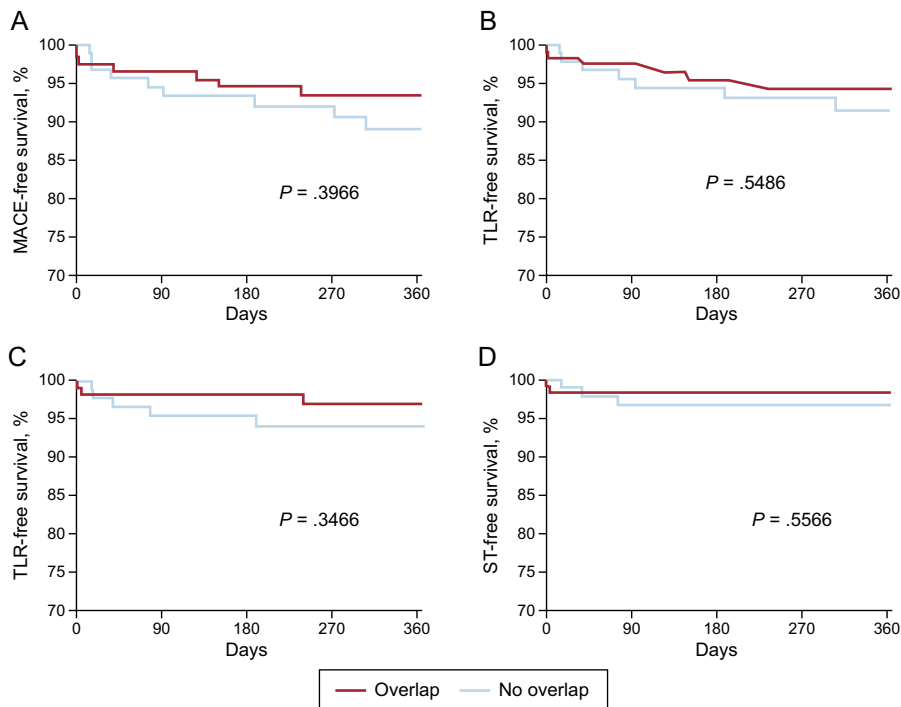 A
MACE-free survival, %
100
95
90
85
80
75
70
P = .3966
0 90 180 270 360
Days
B
TLR-free survival, %
100
95
90
85
80
75
70
P = .5486
0 90 180 270 360
Days
C
TLR-free survival, %
100
95
90
85
80
75
70
P = .3466
0 90 180 270 360
Days
D
ST-free survival, %
100
95
90
85
80
75
70
P = .5566
0 90 180 270 360
Days
Overlap No overlap